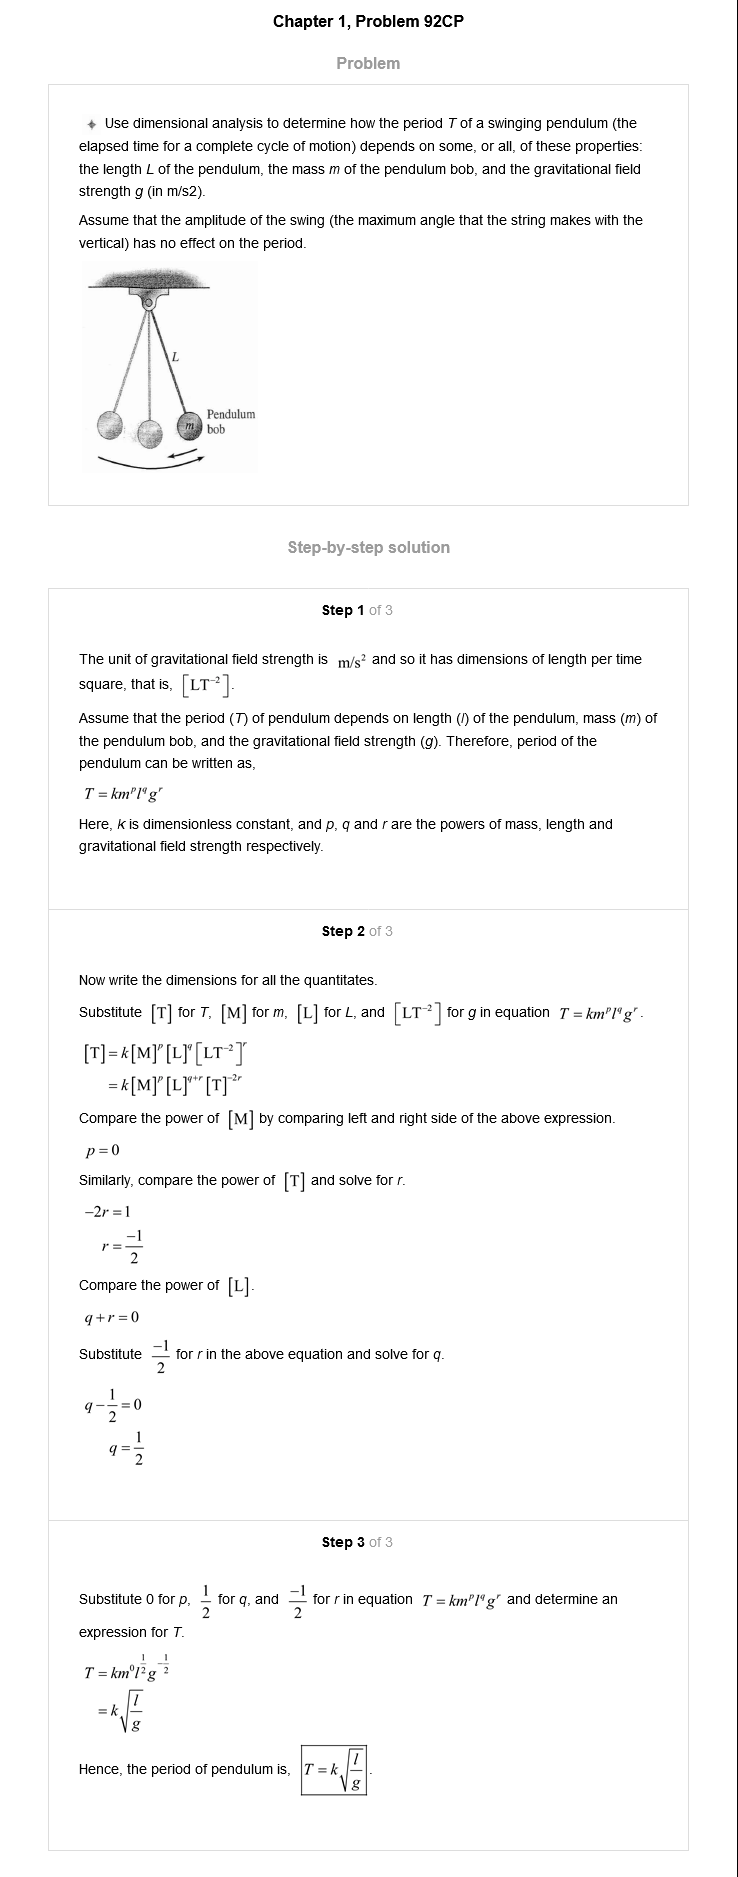 Chapter 1, Problem 92CP
Problem
✦ Use dimensional analysis to determine how the period T of a swinging pendulum (the
elapsed time for a complete cycle of motion) depends on some, or all, of these properties:
the length L of the pendulum, the mass m of the pendulum bob, and the gravitational field
strength g (in m/s2).
Assume that the amplitude of the swing (the maximum angle that the string makes with the
vertical) has no effect on the period.
L
Pendulum
m bob
Step-by-step solution
Step 1 of 3
The unit of gravitational field strength is m/s² and so it has dimensions of length per time
square, that is, [LT⁻²].
Assume that the period (T) of pendulum depends on length (l) of the pendulum, mass (m) of
the pendulum bob, and the gravitational field strength (g). Therefore, period of the
pendulum can be written as,
T = km^p l^q g^r
Here, k is dimensionless constant, and p, q and r are the powers of mass, length and
gravitational field strength respectively.
Step 2 of 3
Now write the dimensions for all the quantitates.
Substitute [T] for T, [M] for m, [L] for L, and [LT⁻²] for g in equation T = km^p l^q g^r.
[T] = k[M]^p [L]^q [LT⁻²]^r
= k[M]^p [L]^(q+r) [T]^(-2r)
Compare the power of [M] by comparing left and right side of the above expression.
p = 0
Similarly, compare the power of [T] and solve for r.
-2r = 1
r = -1/2
Compare the power of [L].
q + r = 0
Substitute -1/2 for r in the above equation and solve for q.
q - 1/2 = 0
q = 1/2
Step 3 of 3
Substitute 0 for p, 1/2 for q, and -1/2 for r in equation T = km^p l^q g^r and determine an
expression for T.
T = km^0 l^(1/2) g^(-1/2)
= k√(l/g)
Hence, the period of pendulum is, T = k√(l/g).